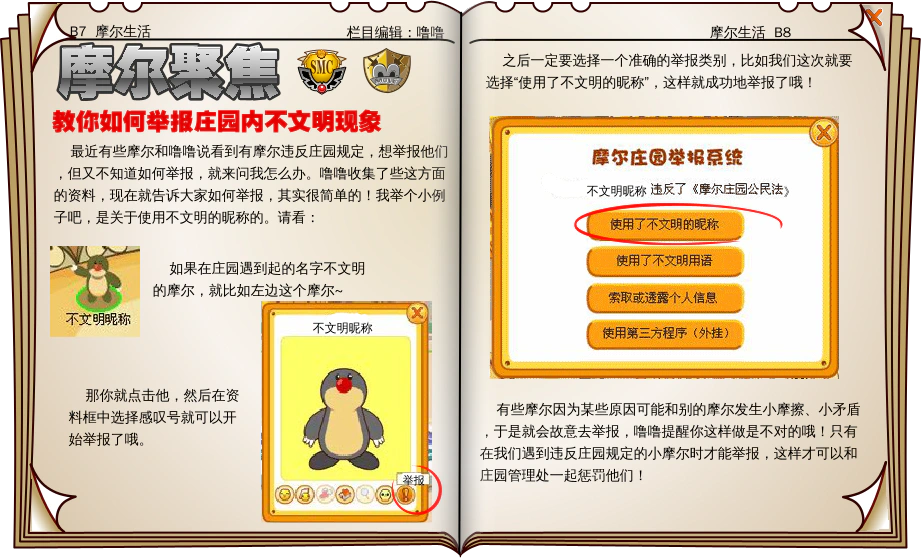 B7 摩尔生活
栏目编辑：噜噜
摩尔聚焦
SMC
教你如何举报庄园内不文明现象
最近有些摩尔和噜噜说看到有摩尔违反庄园规定，想举报他们
，但又不知道如何举报，就来问我怎么办。噜噜收集了些这方面
的资料，现在就告诉大家如何举报，其实很简单的！我举个小例
子吧，是关于使用不文明的昵称的。请看：
不文明昵称
如果在庄园遇到起的名字不文明
的摩尔，就比如左边这个摩尔~
那你就点击他，然后在资
料框中选择感叹号就可以开
始举报了哦。
不文明昵称
举报
摩尔生活 B8
之后一定要选择一个准确的举报类别，比如我们这次就要
选择“使用了不文明的昵称”，这样就成功地举报了哦！
摩尔庄园举报系统
不文明昵称 违反了《摩尔庄园公民法》
使用了不文明的昵称
使用了不文明用语
索取或透露个人信息
使用第三方程序（外挂）
有些摩尔因为某些原因可能和别的摩尔发生小摩擦、小矛盾
，于是就会故意去举报，噜噜提醒你这样做是不对的哦！只有
在我们遇到违反庄园规定的小摩尔时才能举报，这样才可以和
庄园管理处一起惩罚他们！